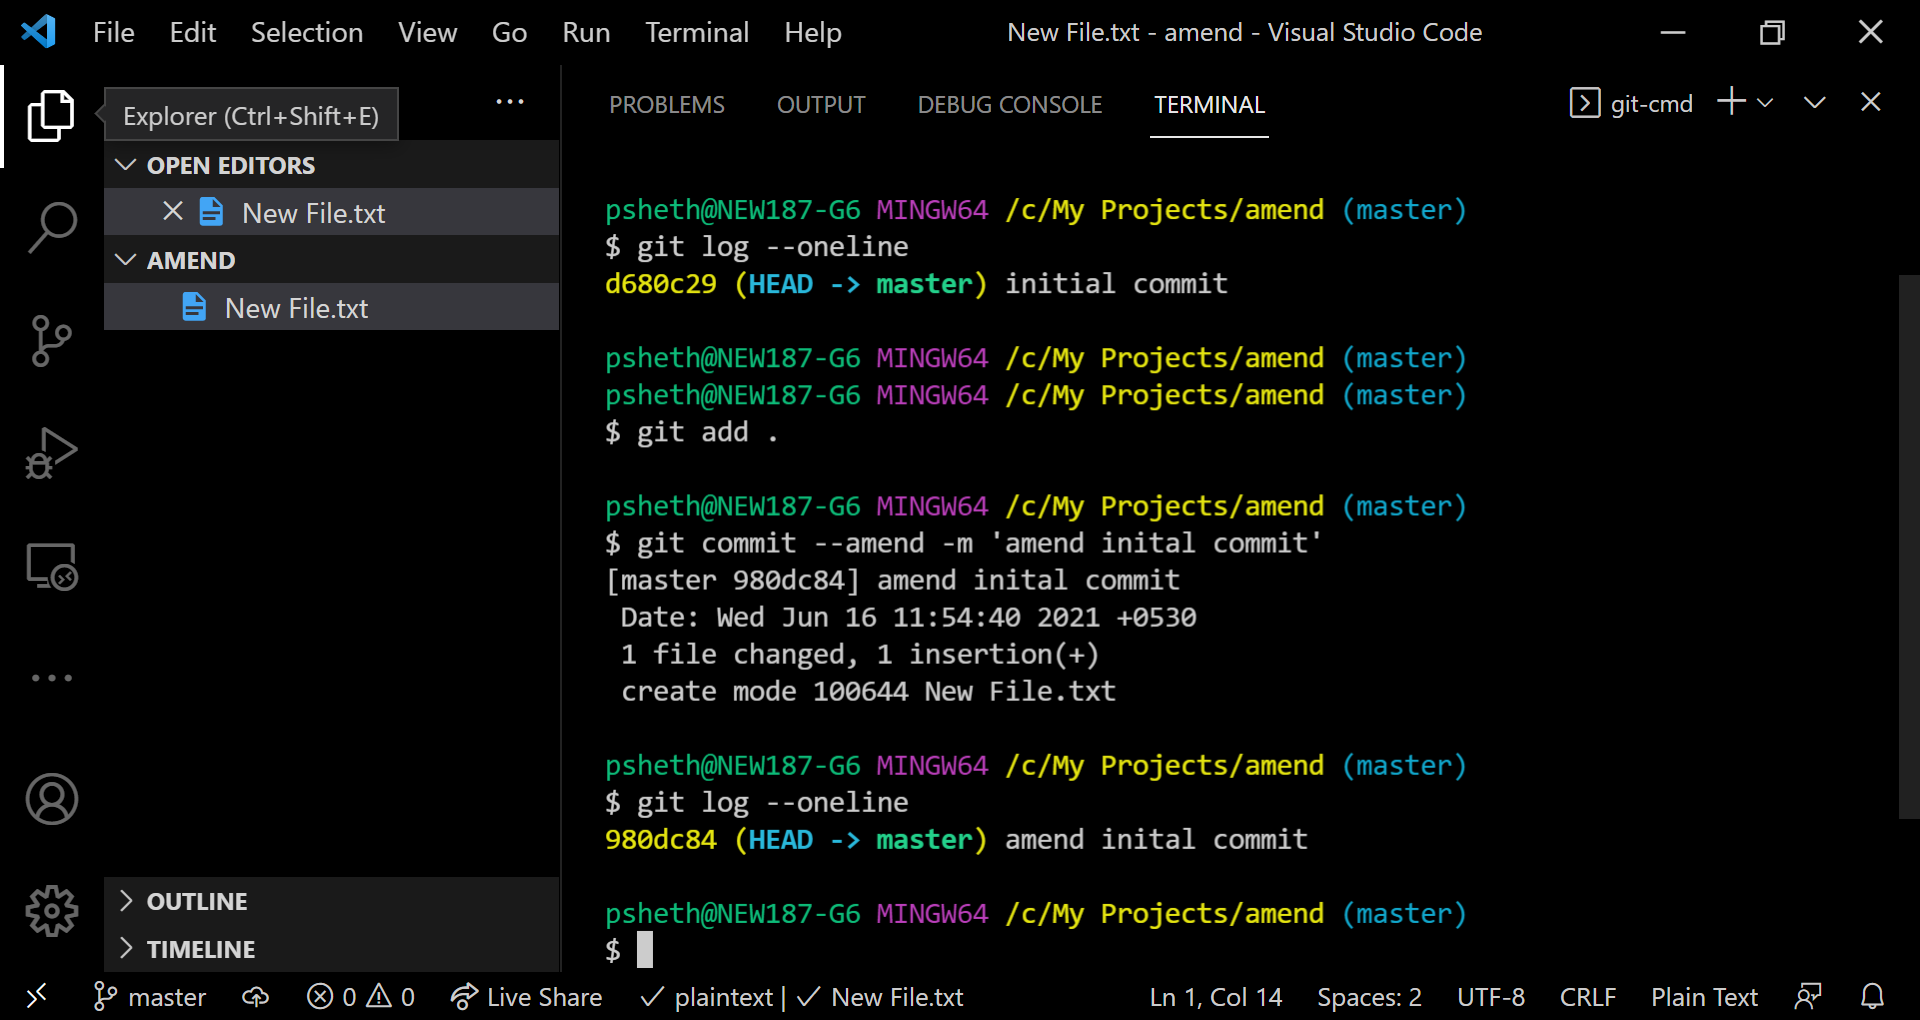 File Edit Selection View Go Run Terminal Help New File.txt - amend - Visual Studio Code
Explorer (Ctrl+Shift+E)
OPEN EDITORS
New File.txt
AMEND
New File.txt
OUTLINE
TIMELINE
PROBLEMS OUTPUT DEBUG CONSOLE TERMINAL git-cmd
psheth@NEW187-G6 MINGW64 /c/My Projects/amend (master)
$ git log --oneline
d680c29 (HEAD -> master) initial commit
psheth@NEW187-G6 MINGW64 /c/My Projects/amend (master)
psheth@NEW187-G6 MINGW64 /c/My Projects/amend (master)
$ git add .
psheth@NEW187-G6 MINGW64 /c/My Projects/amend (master)
$ git commit --amend -m 'amend inital commit'
[master 980dc84] amend inital commit
Date: Wed Jun 16 11:54:40 2021 +0530
1 file changed, 1 insertion(+)
create mode 100644 New File.txt
psheth@NEW187-G6 MINGW64 /c/My Projects/amend (master)
$ git log --oneline
980dc84 (HEAD -> master) amend inital commit
psheth@NEW187-G6 MINGW64 /c/My Projects/amend (master)
$
master 0 0 Live Share plaintext | New File.txt Ln 1, Col 14 Spaces: 2 UTF-8 CRLF Plain Text